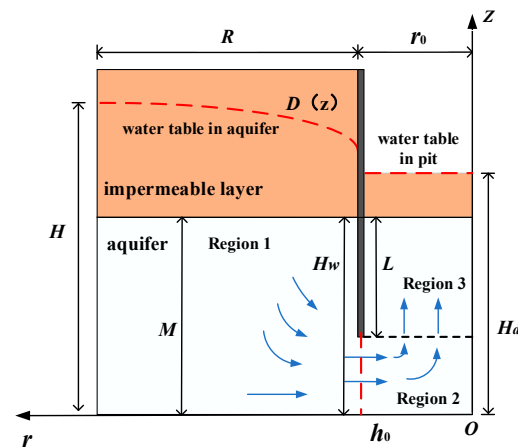 Z
R
r₀
D（z）
water table in aquifer
water table
in pit
impermeable layer
H
aquifer
Region 1
Hw
L
Region 3
M
Hd
Region 2
r
h₀
O